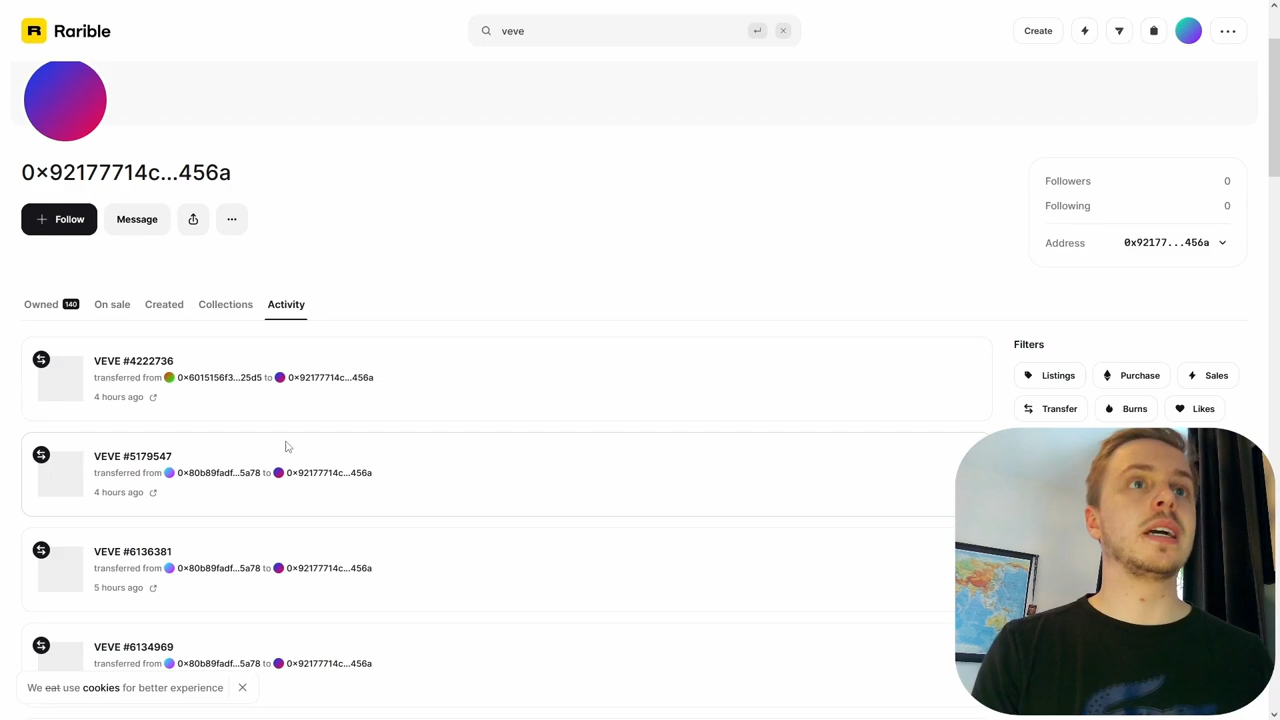 R Rarible
veve
Create
0×92177714c...456a
Follow
Message
Followers 0
Following 0
Address 0x92177...456a
Owned 140
On sale
Created
Collections
Activity
VEVE #4222736
transferred from 0×6015156f3...25d5 to 0×92177714c...456a
4 hours ago
VEVE #5179547
transferred from 0×80b89fadf...5a78 to 0×92177714c...456a
4 hours ago
VEVE #6136381
transferred from 0×80b89fadf...5a78 to 0×92177714c...456a
5 hours ago
VEVE #6134969
transferred from 0×80b89fadf...5a78 to 0×92177714c...456a
Filters
Listings
Purchase
Sales
Transfer
Burns
Likes
We eat use cookies for better experience